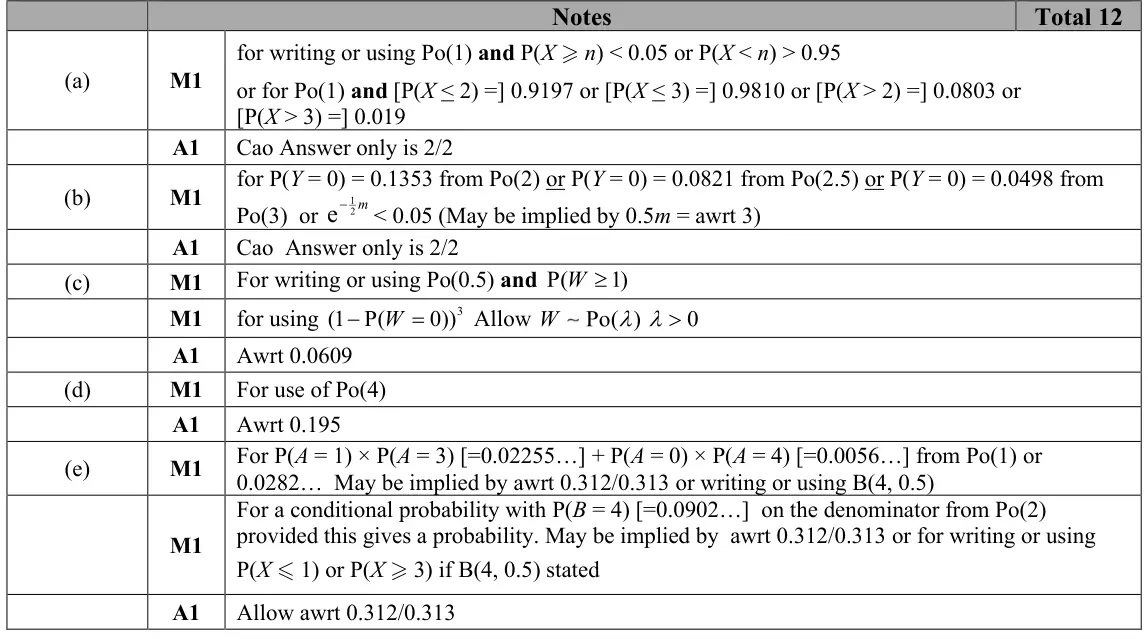 Notes Total 12
(a) M1 for writing or using Po(1) and P(X ⩾ n) < 0.05 or P(X < n) > 0.95
or for Po(1) and [P(X ≤ 2) =] 0.9197 or [P(X ≤ 3) =] 0.9810 or [P(X > 2) =] 0.0803 or
[P(X > 3) =] 0.019
A1 Cao Answer only is 2/2
(b) M1 for P(Y = 0) = 0.1353 from Po(2) or P(Y = 0) = 0.0821 from Po(2.5) or P(Y = 0) = 0.0498 from
Po(3) or e^{-\frac{1}{2}m} < 0.05 (May be implied by 0.5m = awrt 3)
A1 Cao Answer only is 2/2
(c) M1 For writing or using Po(0.5) and P(W ≥ 1)
M1 for using (1 − P(W = 0))³ Allow W ~ Po(λ) λ > 0
A1 Awrt 0.0609
(d) M1 For use of Po(4)
A1 Awrt 0.195
(e) M1 For P(A = 1) × P(A = 3) [=0.02255…] + P(A = 0) × P(A = 4) [=0.0056…] from Po(1) or
0.0282… May be implied by awrt 0.312/0.313 or writing or using B(4, 0.5)
M1 For a conditional probability with P(B = 4) [=0.0902…] on the denominator from Po(2)
provided this gives a probability. May be implied by awrt 0.312/0.313 or for writing or using
P(X ⩽ 1) or P(X ⩾ 3) if B(4, 0.5) stated
A1 Allow awrt 0.312/0.313